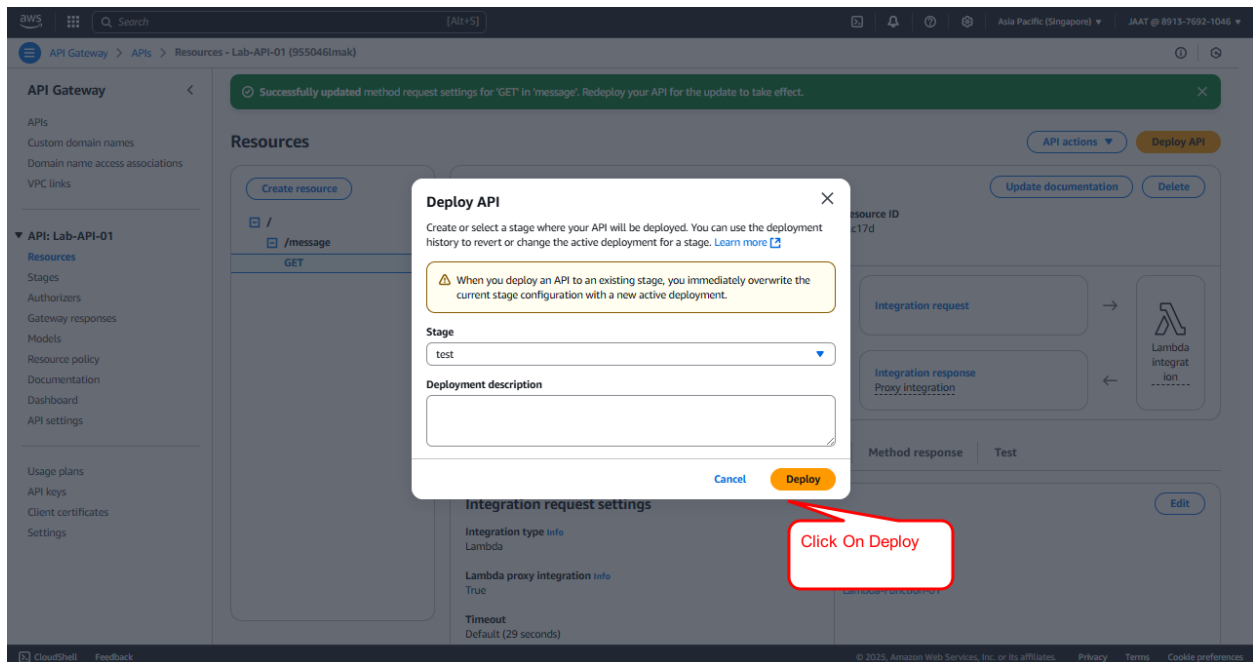 aws
Search
[Alt+S]
Asia Pacific (Singapore)
JAAT @ 8913-7692-1046
API Gateway > APIs > Resources - Lab-API-01 (955046lmak)
API Gateway
APIs
Custom domain names
Domain name access associations
VPC links
API: Lab-API-01
Resources
Stages
Authorizers
Gateway responses
Models
Resource policy
Documentation
Dashboard
API settings
Usage plans
API keys
Client certificates
Settings
Successfully updated method request settings for 'GET' in 'message'. Redeploy your API for the update to take effect.
Resources
API actions
Deploy API
Create resource
/
/message
GET
Update documentation
Delete
esource ID
c17d
Deploy API
Create or select a stage where your API will be deployed. You can use the deployment
history to revert or change the active deployment for a stage. Learn more
When you deploy an API to an existing stage, you immediately overwrite the
current stage configuration with a new active deployment.
Stage
test
Deployment description
Cancel
Deploy
Integration request
Integration response
Proxy integration
Lambda
integrat
ion
Method response
Test
Integration request settings
Edit
Integration type Info
Lambda
Lambda proxy integration Info
True
Lambda-Function-01
Timeout
Default (29 seconds)
Click On Deploy
CloudShell
Feedback
© 2025, Amazon Web Services, Inc. or its affiliates.
Privacy
Terms
Cookie preferences